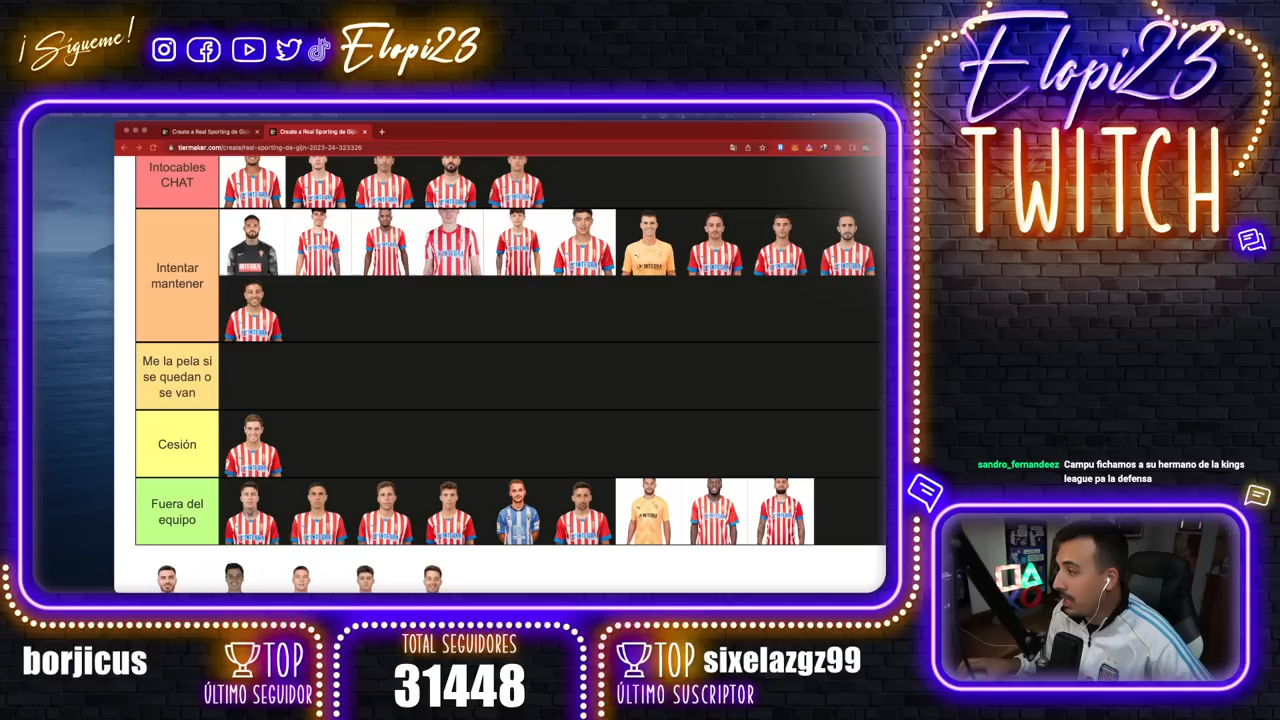 ¡Sígueme!
Elopi23
Elopi23
TWITCH
Create a Real Sporting de Gijó
Create a Real Sporting de Gijó
tiermaker.com/create/real-sporting-de-gijn-2023-24-323326
Intocables
CHAT
Intentar
mantener
Me la pela si
se quedan o
se van
Cesión
Fuera del
equipo
sandro_fernandeez Campu fichamos a su hermano de la kings
league pa la defensa
borjicus
TOP
ÚLTIMO SEGUIDOR
TOTAL SEGUIDORES
31448
TOP
ÚLTIMO SUSCRIPTOR
sixelazgz99